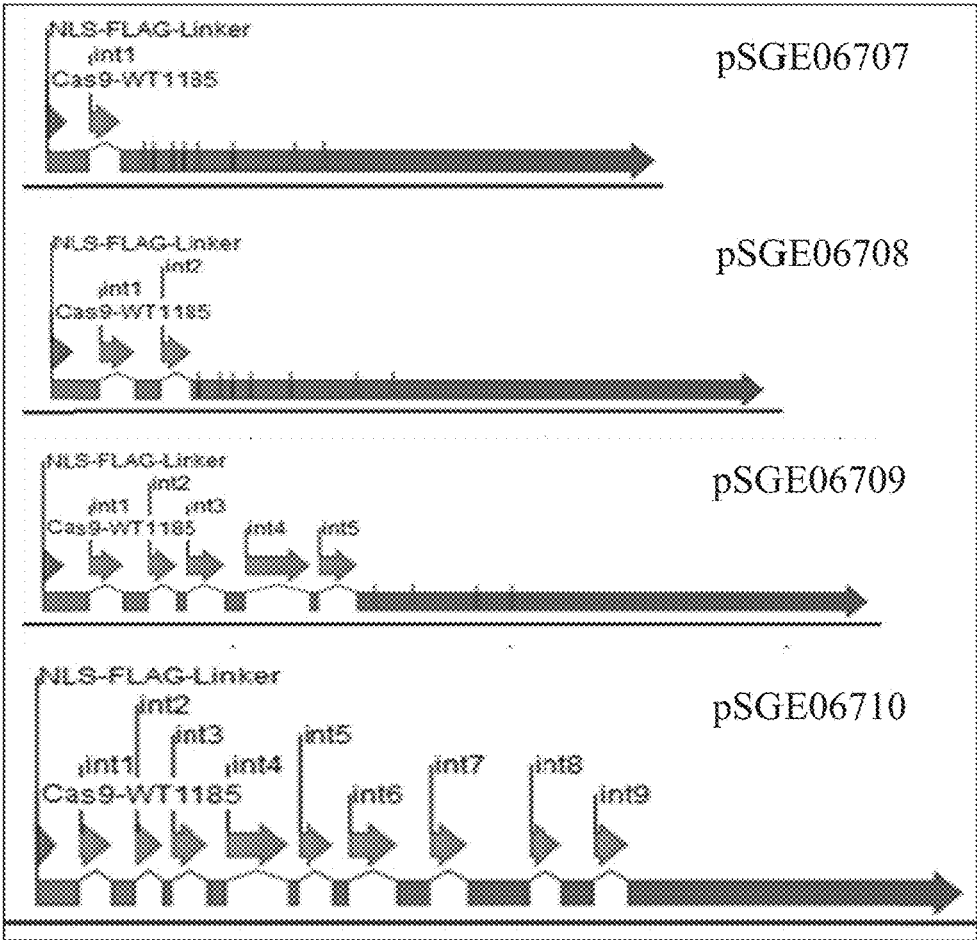 NLS-FLAG-Linker
int1
Cas9-WT1185
pSGE06707
NLS-FLAG-Linker
int2
int1
Cas9-WT1185
pSGE06708
NLS-FLAG-Linker
int2
int1 int3
Cas9-WT1185 int4 int5
pSGE06709
NLS-FLAG-Linker
int2
int3 int5
int1 int4 int7 int8
Cas9-WT1185 int6 int9
pSGE06710